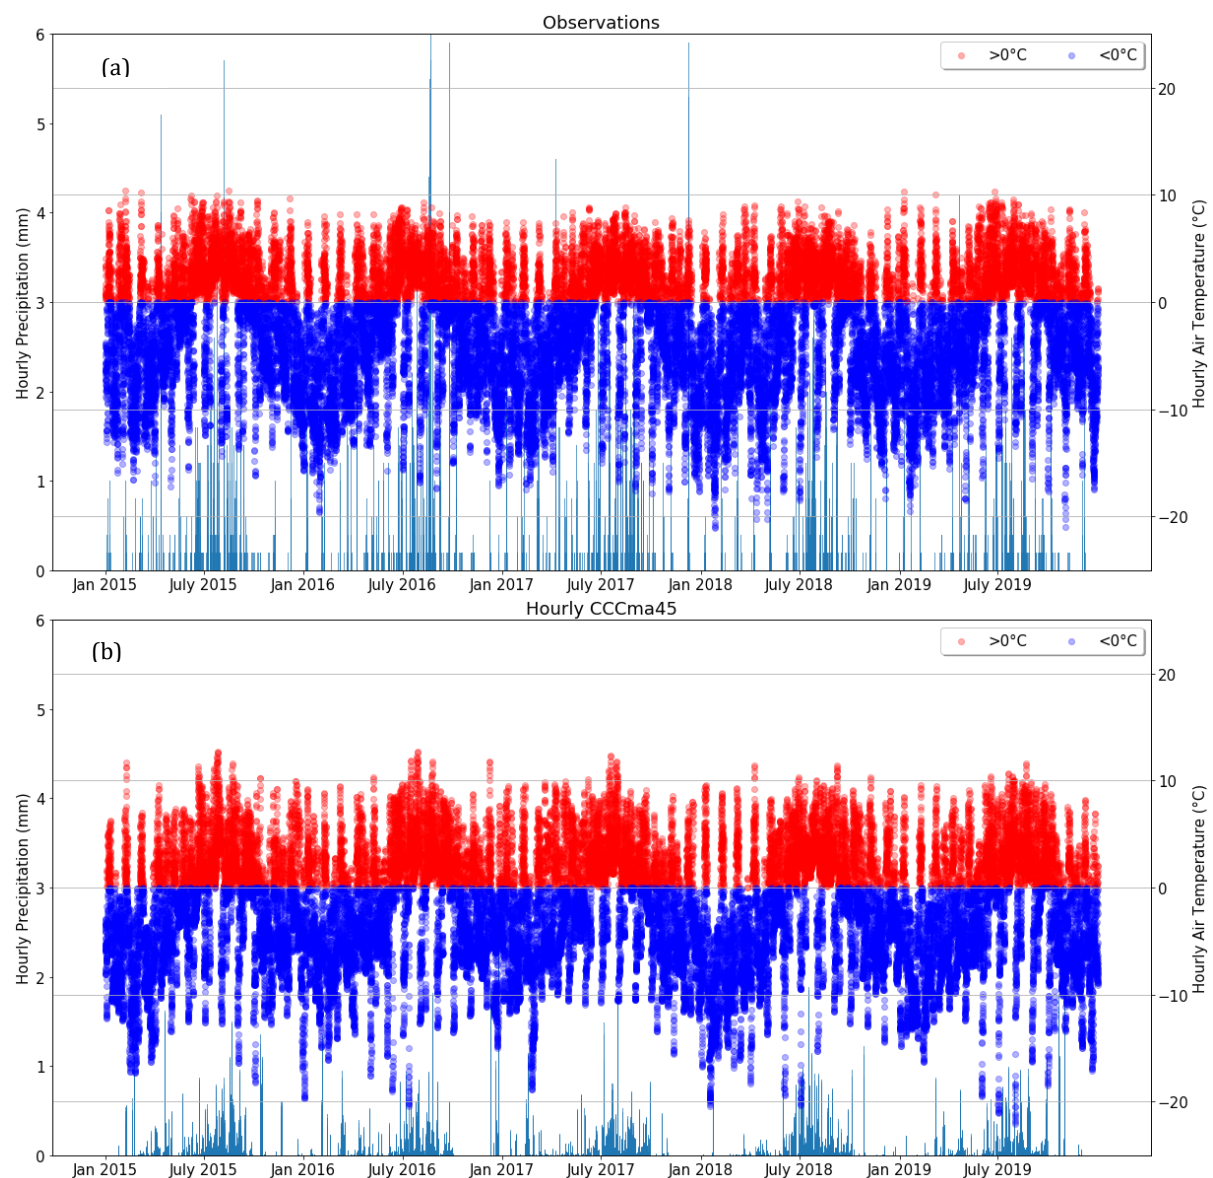 Observations
(a)
>0°C <0°C
6
5
4
3
2
1
0
Hourly Precipitation (mm)
20
10
0
−10
−20
Hourly Air Temperature (°C)
Jan 2015 July 2015 Jan 2016 July 2016 Jan 2017 July 2017 Jan 2018 July 2018 Jan 2019 July 2019
Hourly CCCma45
(b)
>0°C <0°C
6
5
4
3
2
1
0
Hourly Precipitation (mm)
20
10
0
−10
−20
Hourly Air Temperature (°C)
Jan 2015 July 2015 Jan 2016 July 2016 Jan 2017 July 2017 Jan 2018 July 2018 Jan 2019 July 2019